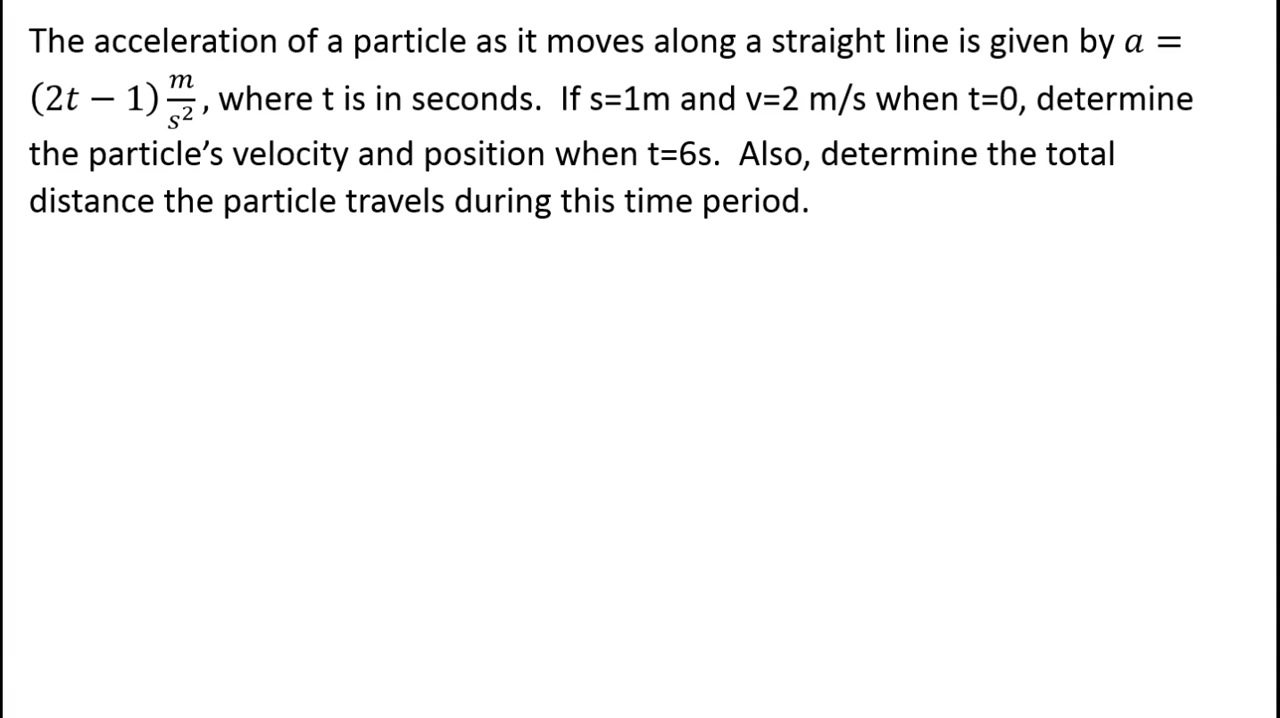 The acceleration of a particle as it moves along a straight line is given by 𝑎 =
(2𝑡 − 1) 𝑚/𝑠², where t is in seconds.  If s=1m and v=2 m/s when t=0, determine
the particle’s velocity and position when t=6s.  Also, determine the total
distance the particle travels during this time period.